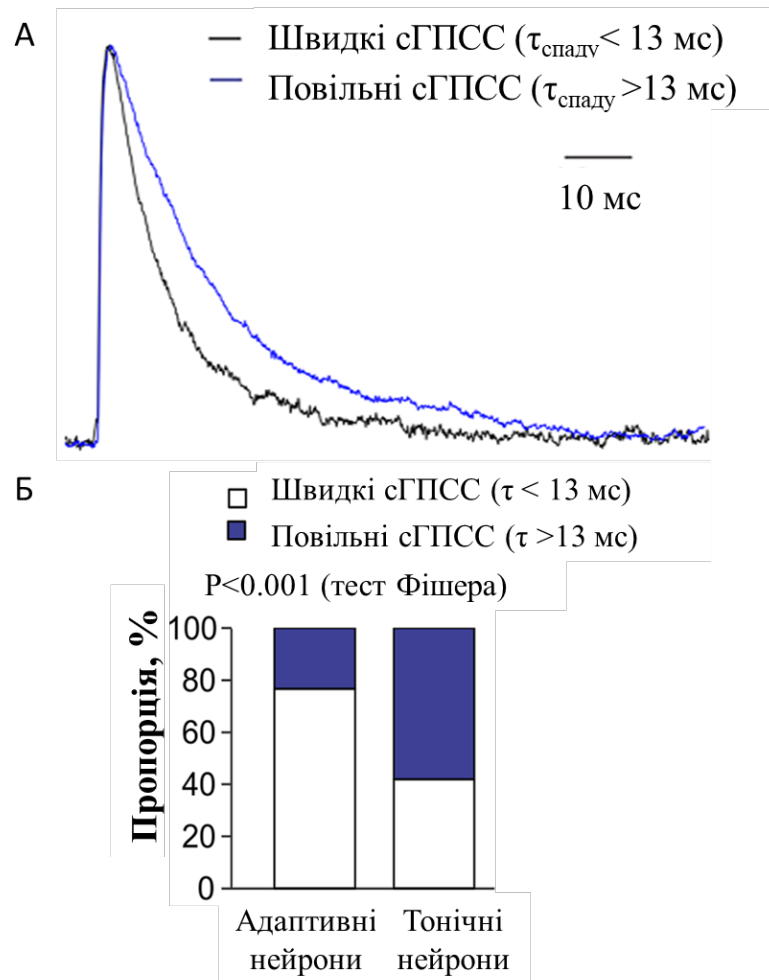 А
Швидкі сГПСС (τспаду< 13 мс)
Повільні сГПСС (τспаду >13 мс)
10 мс
Б
Швидкі сГПСС (τ < 13 мс)
Повільні сГПСС (τ >13 мс)
P<0.001 (тест Фішера)
Пропорція, %
100
80
60
40
20
0
Адаптивні
нейрони
Тонічні
нейрони